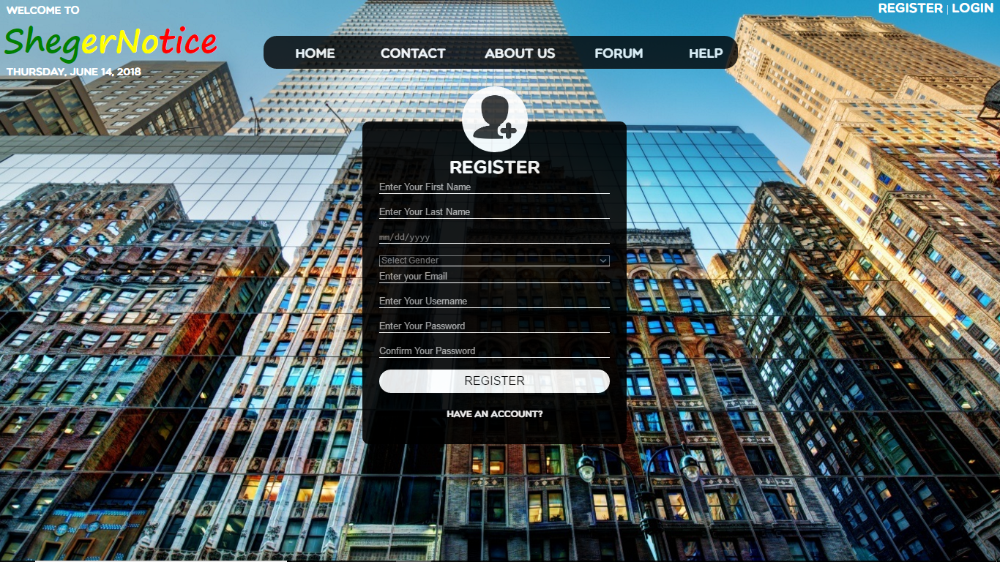 WELCOME TO
REGISTER | LOGIN
ShegerNotice
THURSDAY, JUNE 14, 2018
HOME CONTACT ABOUT US FORUM HELP
REGISTER
Enter Your First Name
Enter Your Last Name
mm/dd/yyyy
Select Gender
Enter your Email
Enter Your Username
Enter Your Password
Confirm Your Password
REGISTER
HAVE AN ACCOUNT?